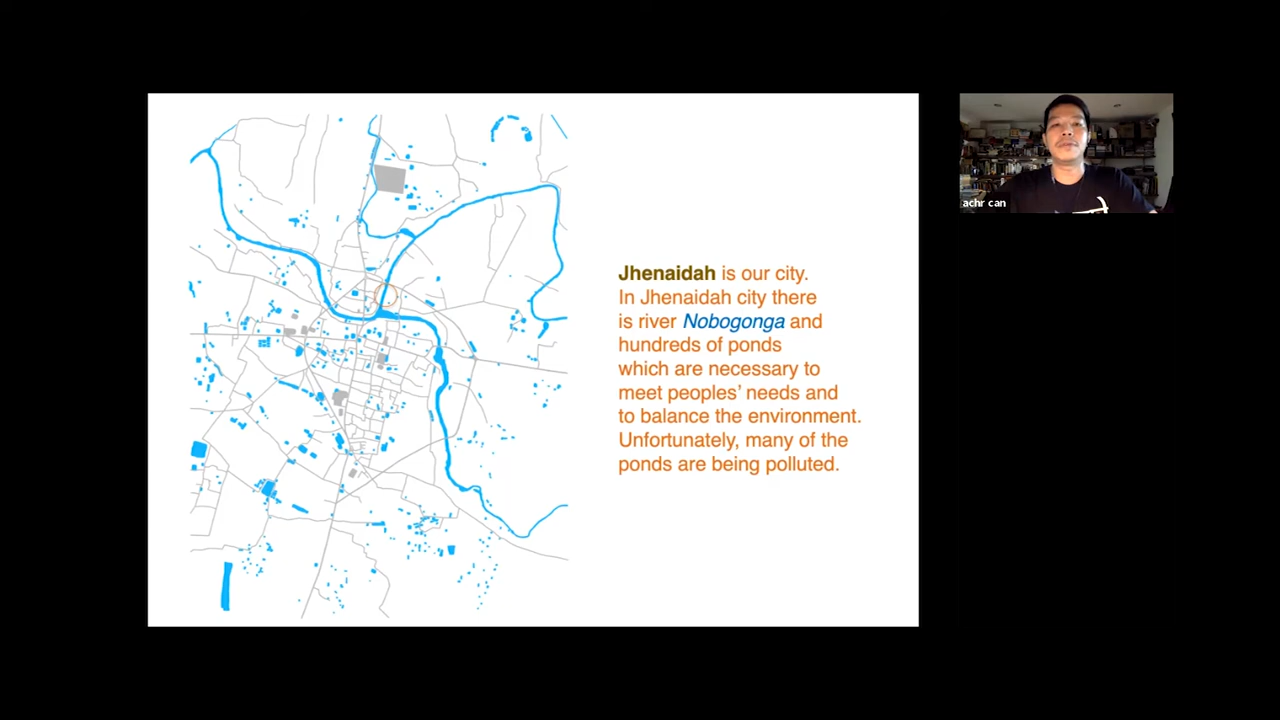 Jhenaidah is our city.
In Jhenaidah city there
is river Nobogonga and
hundreds of ponds
which are necessary to
meet peoples’ needs and
to balance the environment.
Unfortunately, many of the
ponds are being polluted.
achr can